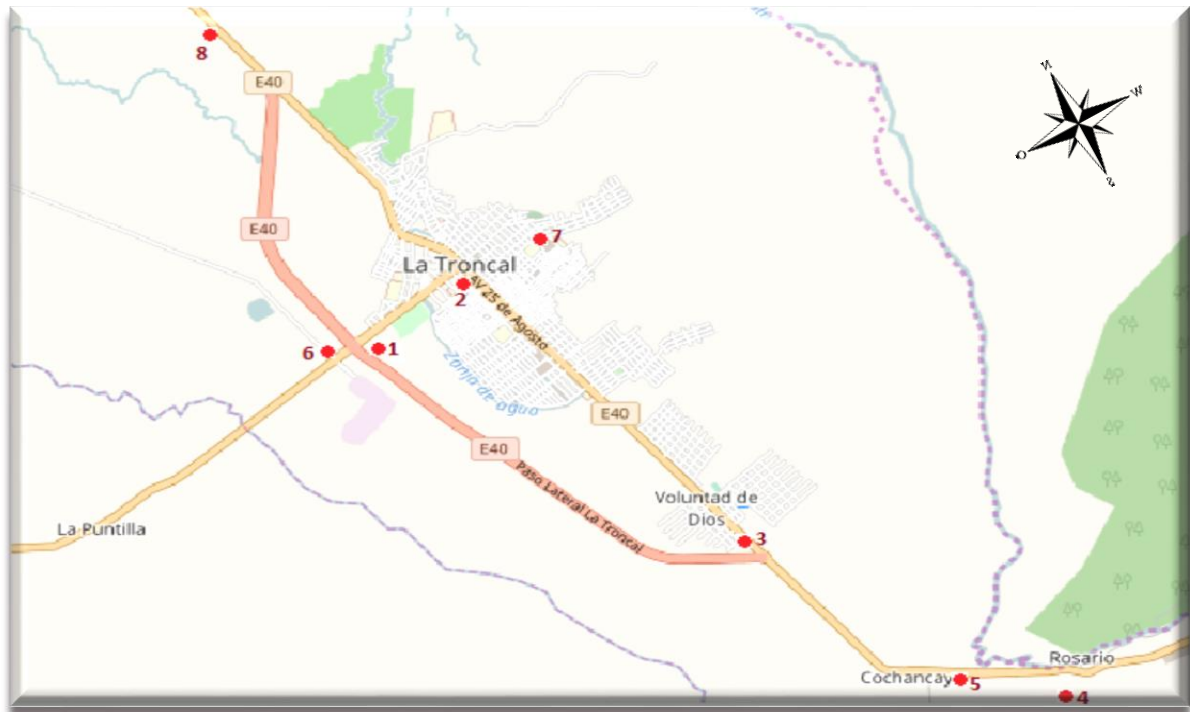 8
E40
N
W
O
E40
7
La Troncal
2
AV 25 de Agosto
6
1
Zanja de agua
E40
E40
Paso Lateral La Troncal
Voluntad de
Dios
La Puntilla
3
Rosario
Cochancay
5
4